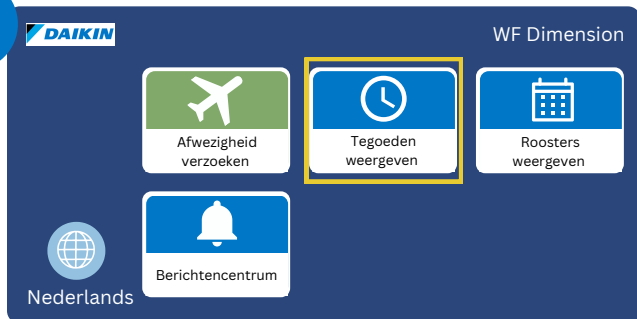 DAIKIN
WF Dimension
Afwezigheid
verzoeken
Tegoeden
weergeven
Roosters
weergeven
Berichtencentrum
Nederlands